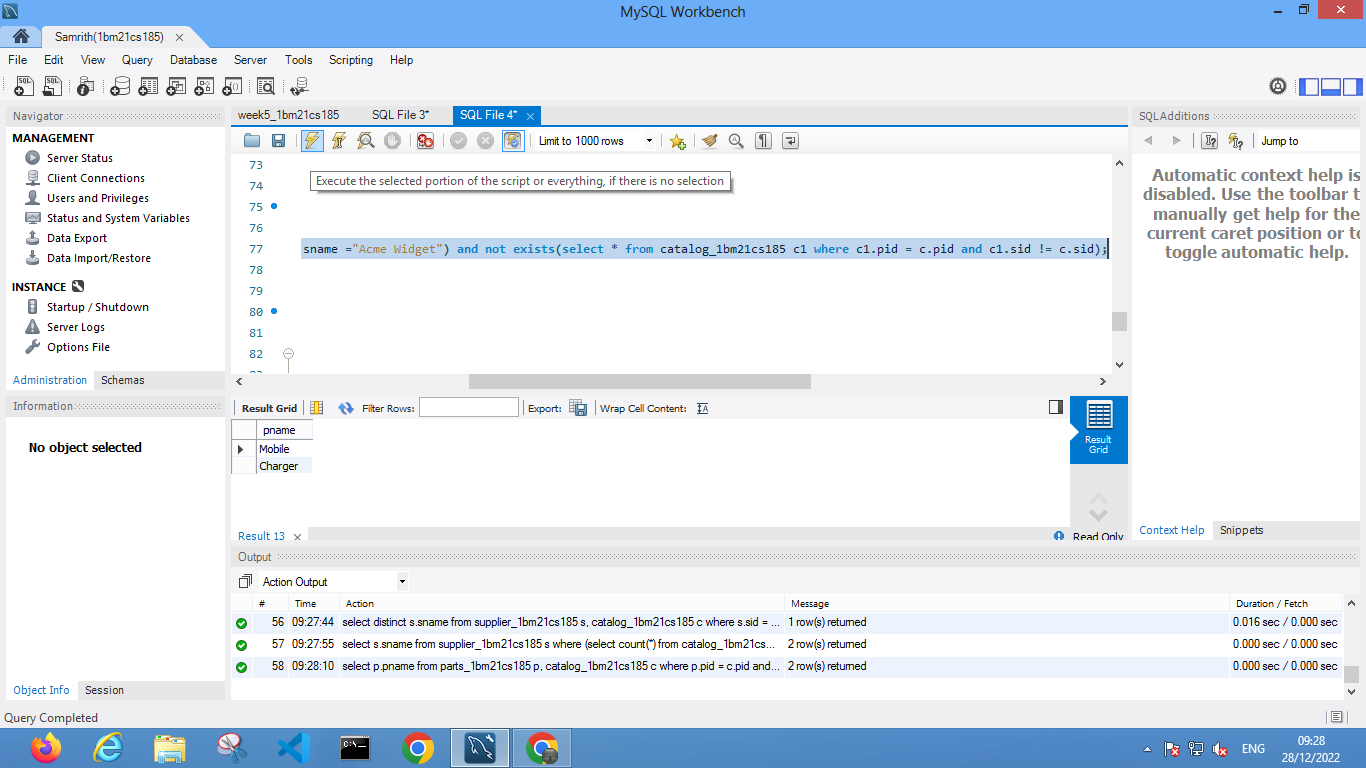 MySQL Workbench
Samrith(1bm21cs185)
File Edit View Query Database Server Tools Scripting Help
Navigator
MANAGEMENT
Server Status
Client Connections
Users and Privileges
Status and System Variables
Data Export
Data Import/Restore
INSTANCE
Startup / Shutdown
Server Logs
Options File
Administration Schemas
Information
No object selected
Object Info Session
week5_1bm21cs185 SQL File 3* SQL File 4*
Limit to 1000 rows
73
74
Execute the selected portion of the script or everything, if there is no selection
75
76
77 sname ="Acme Widget") and not exists(select * from catalog_1bm21cs185 c1 where c1.pid = c.pid and c1.sid != c.sid);
78
79
80
81
82
Result Grid Filter Rows: Export: Wrap Cell Content:
pname
Mobile
Charger
Result Grid
Result 13 Read Only
SQLAdditions
Jump to
Automatic context help is
disabled. Use the toolbar t
manually get help for the
current caret position or to
toggle automatic help.
Context Help Snippets
Output
Action Output
# Time Action Message Duration / Fetch
56 09:27:44 select distinct s.sname from supplier_1bm21cs185 s, catalog_1bm21cs185 c where s.sid = ... 1 row(s) returned 0.016 sec / 0.000 sec
57 09:27:55 select s.sname from supplier_1bm21cs185 s where (select count(*) from catalog_1bm21cs... 2 row(s) returned 0.000 sec / 0.000 sec
58 09:28:10 select p.pname from parts_1bm21cs185 p, catalog_1bm21cs185 c where p.pid = c.pid and... 2 row(s) returned 0.000 sec / 0.000 sec
Query Completed
ENG
09:28
28/12/2022